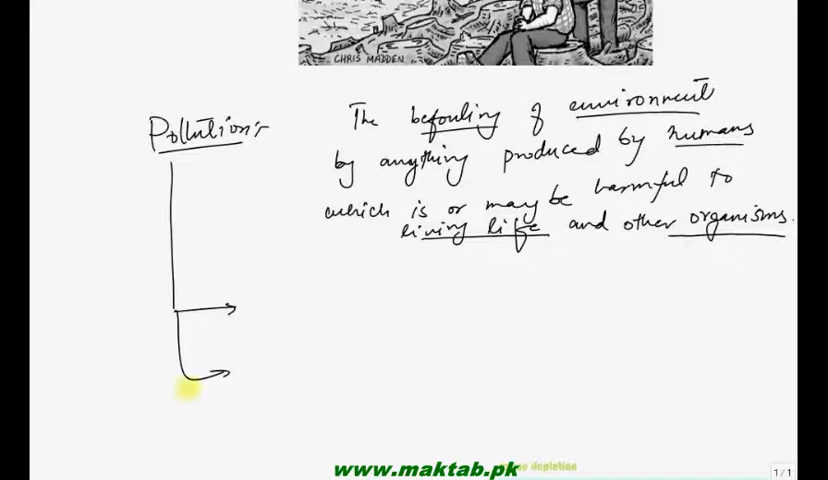 CHRIS MADDEN
Pollution:-
The befouling of environment
by anything produced by humans
which is or may be harmful to
living life and other organisms.
www.maktab.pk
depletion
1/1